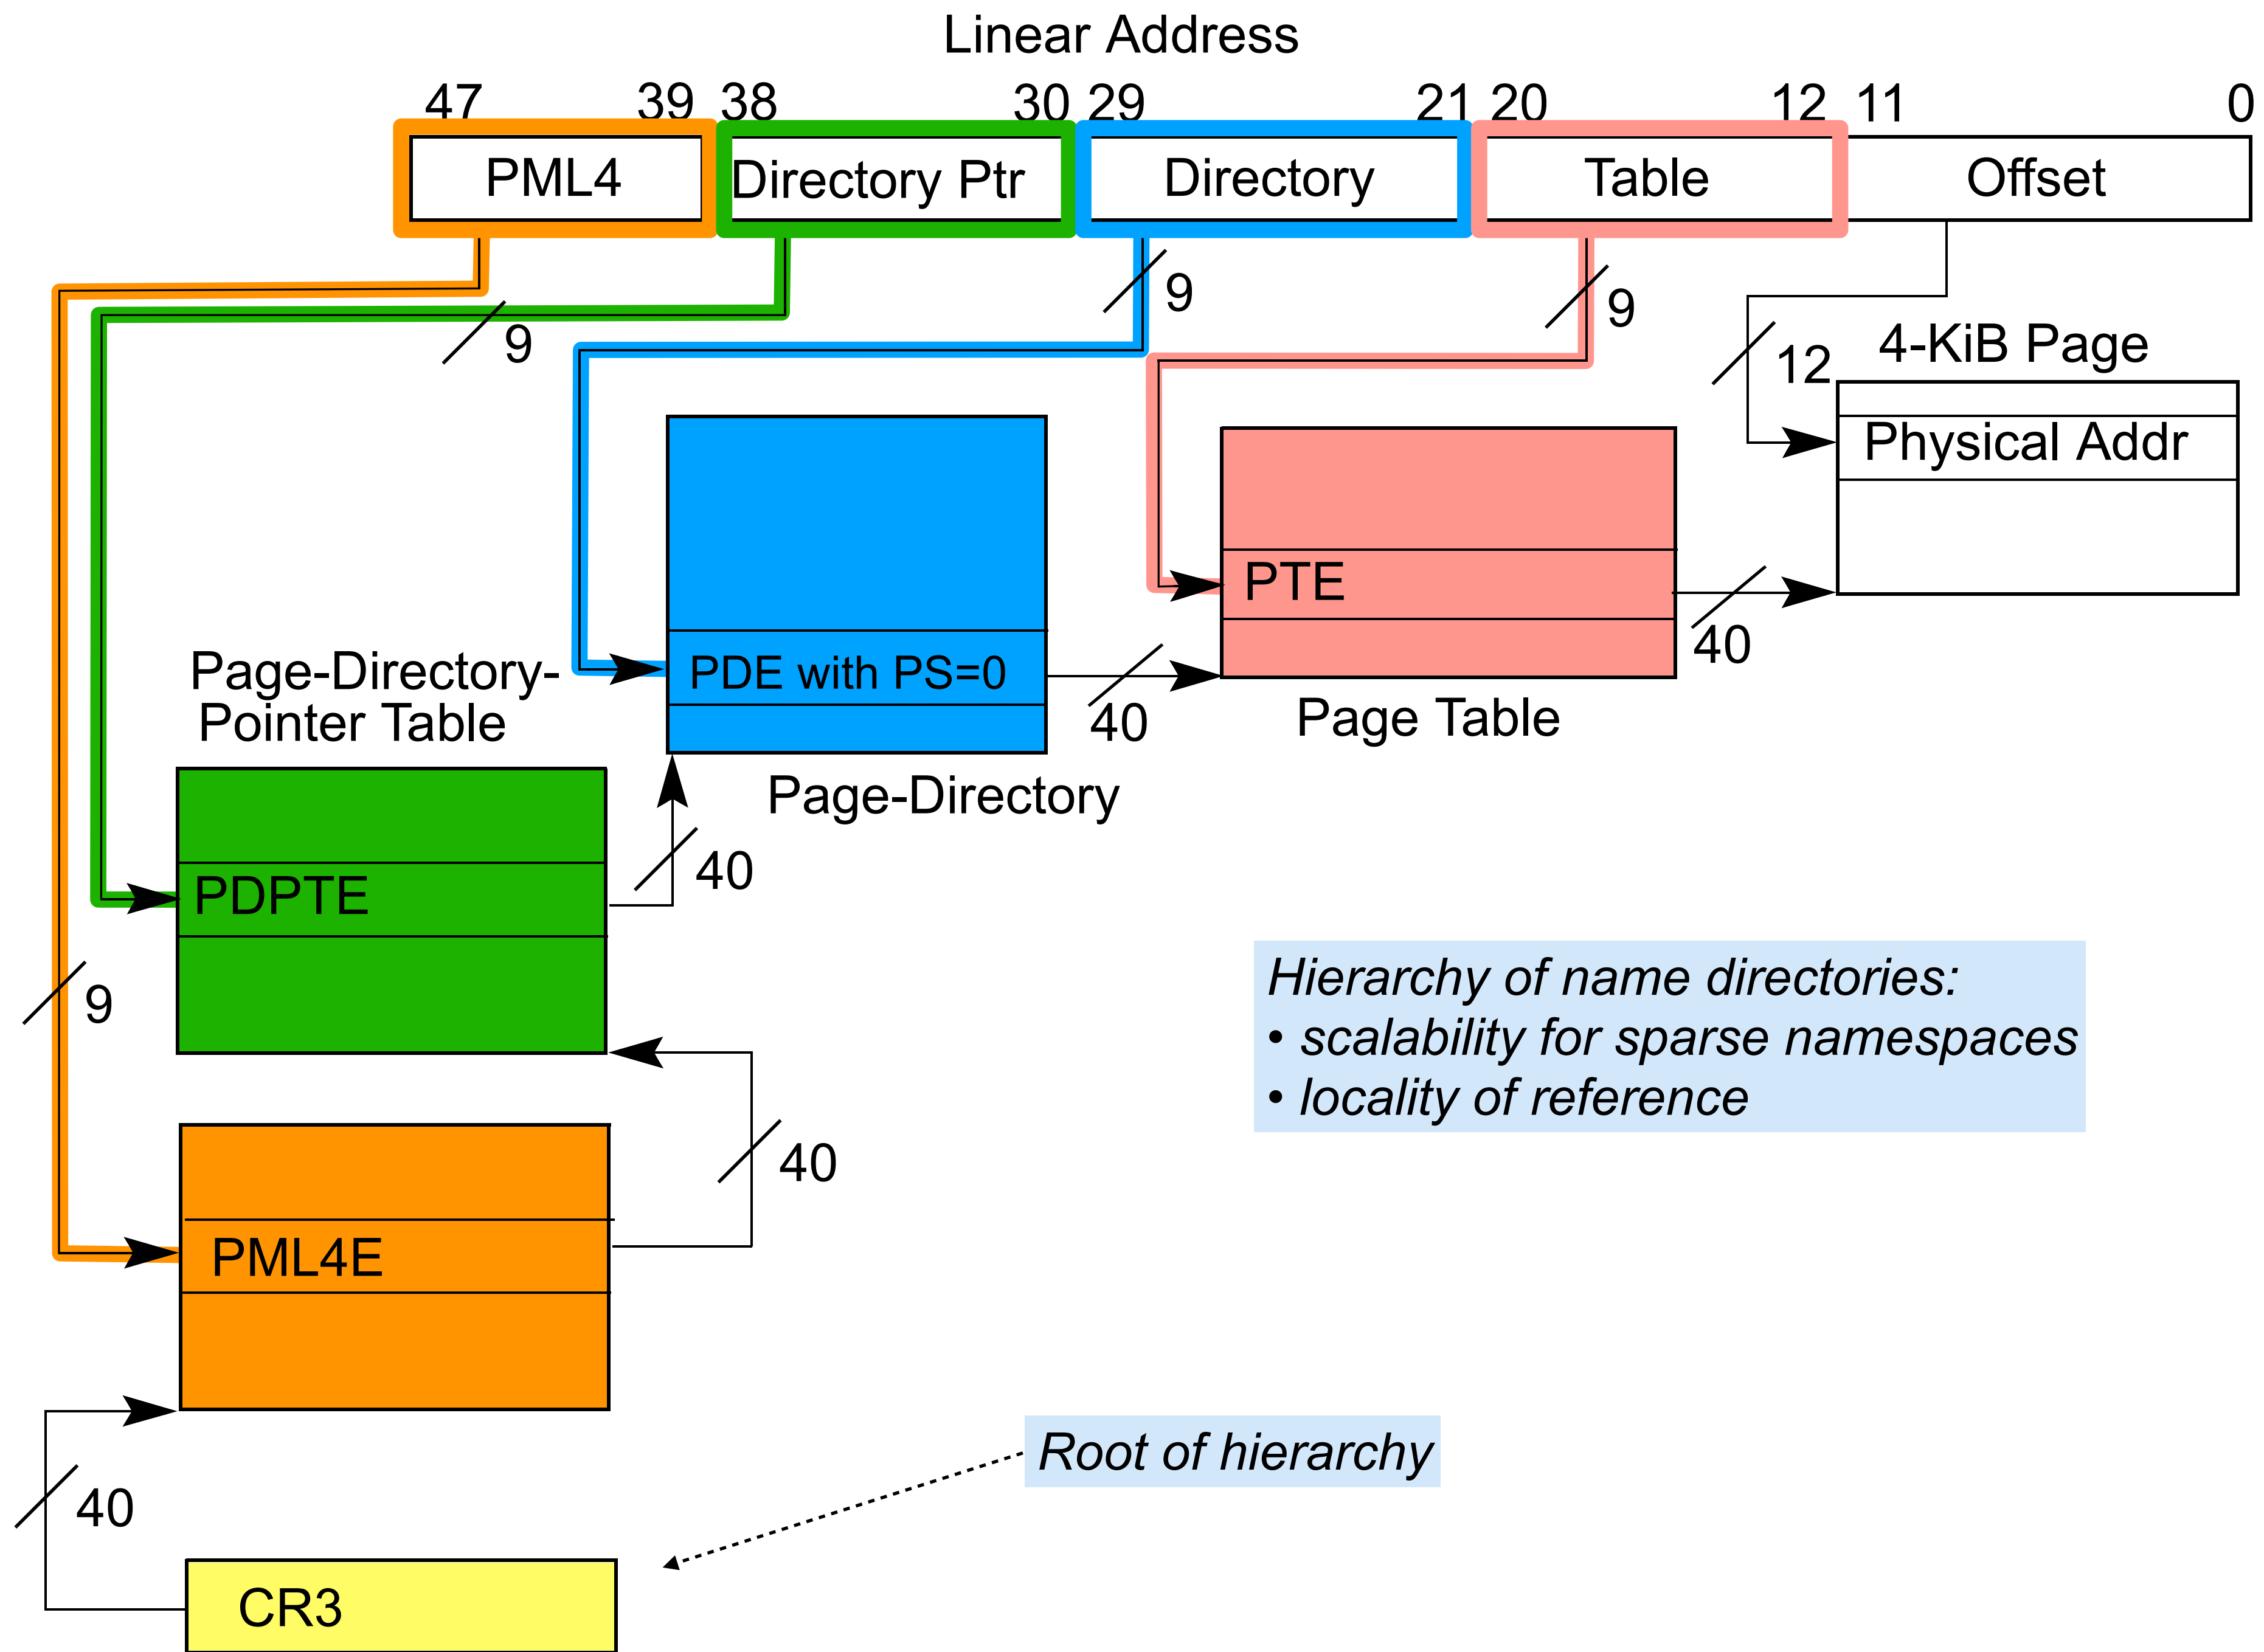 Linear Address
47 39 38 30 29 21 20 12 11 0
PML4 Directory Ptr Directory Table Offset
9 9 9
12
4-KiB Page
Physical Addr
PTE
40
Page-Directory-
Pointer Table
PDE with PS=0
40
Page Table
Page-Directory
40
PDPTE
9
Hierarchy of name directories:
• scalability for sparse namespaces
• locality of reference
40
PML4E
Root of hierarchy
40
CR3